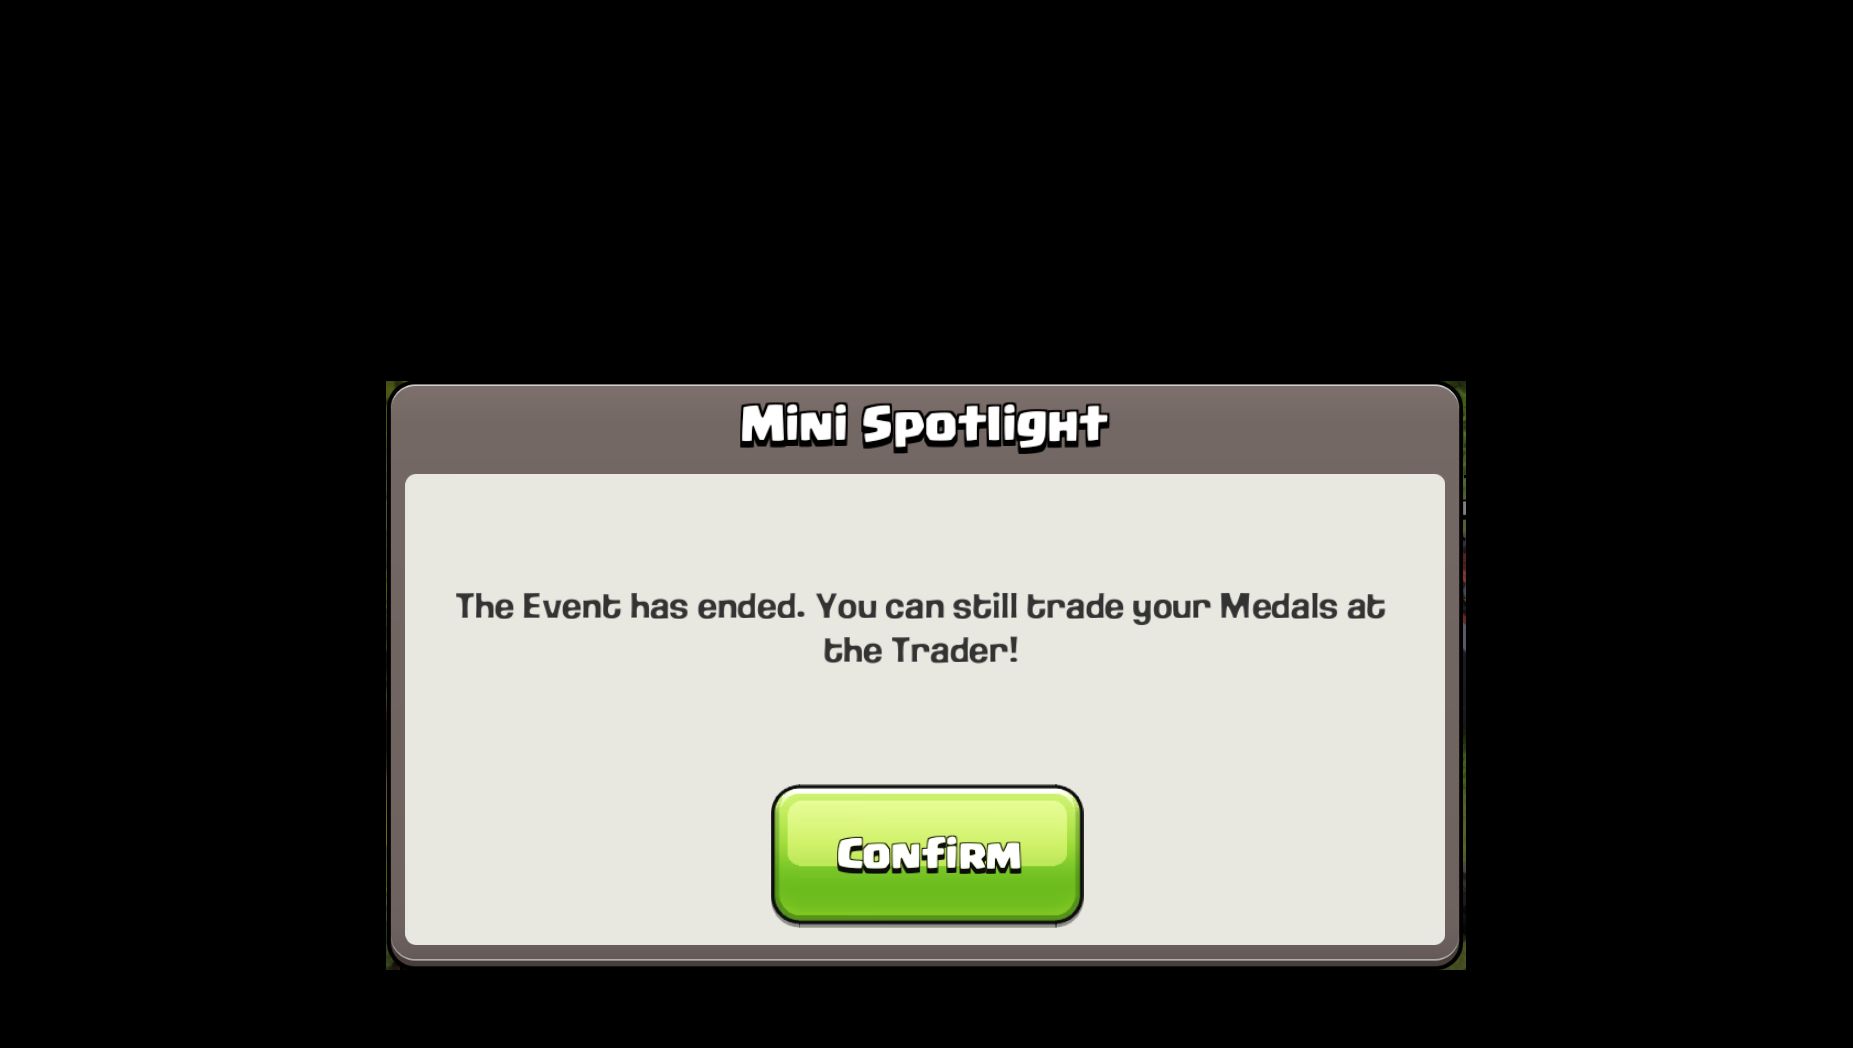 Mini Spotlight
The Event has ended. You can still trade your Medals at
the Trader!
Confirm